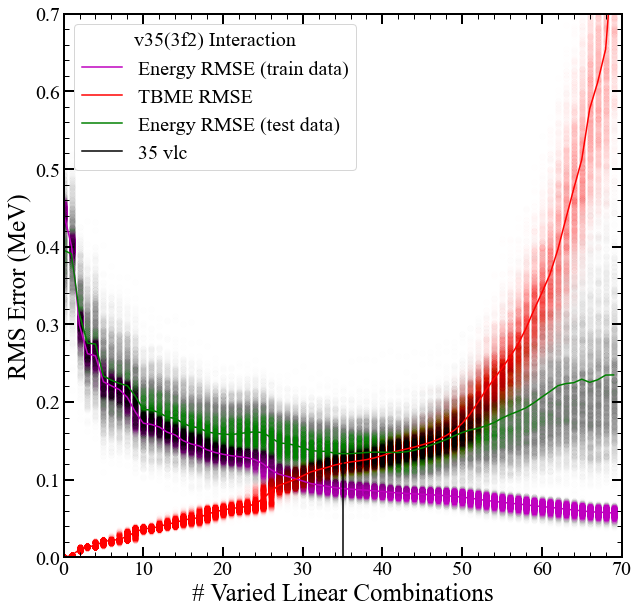 v35(3f2) Interaction
Energy RMSE (train data)
TBME RMSE
Energy RMSE (test data)
35 vlc
RMS Error (MeV)
0.7
0.6
0.5
0.4
0.3
0.2
0.1
0.0
0 10 20 30 40 50 60 70
# Varied Linear Combinations